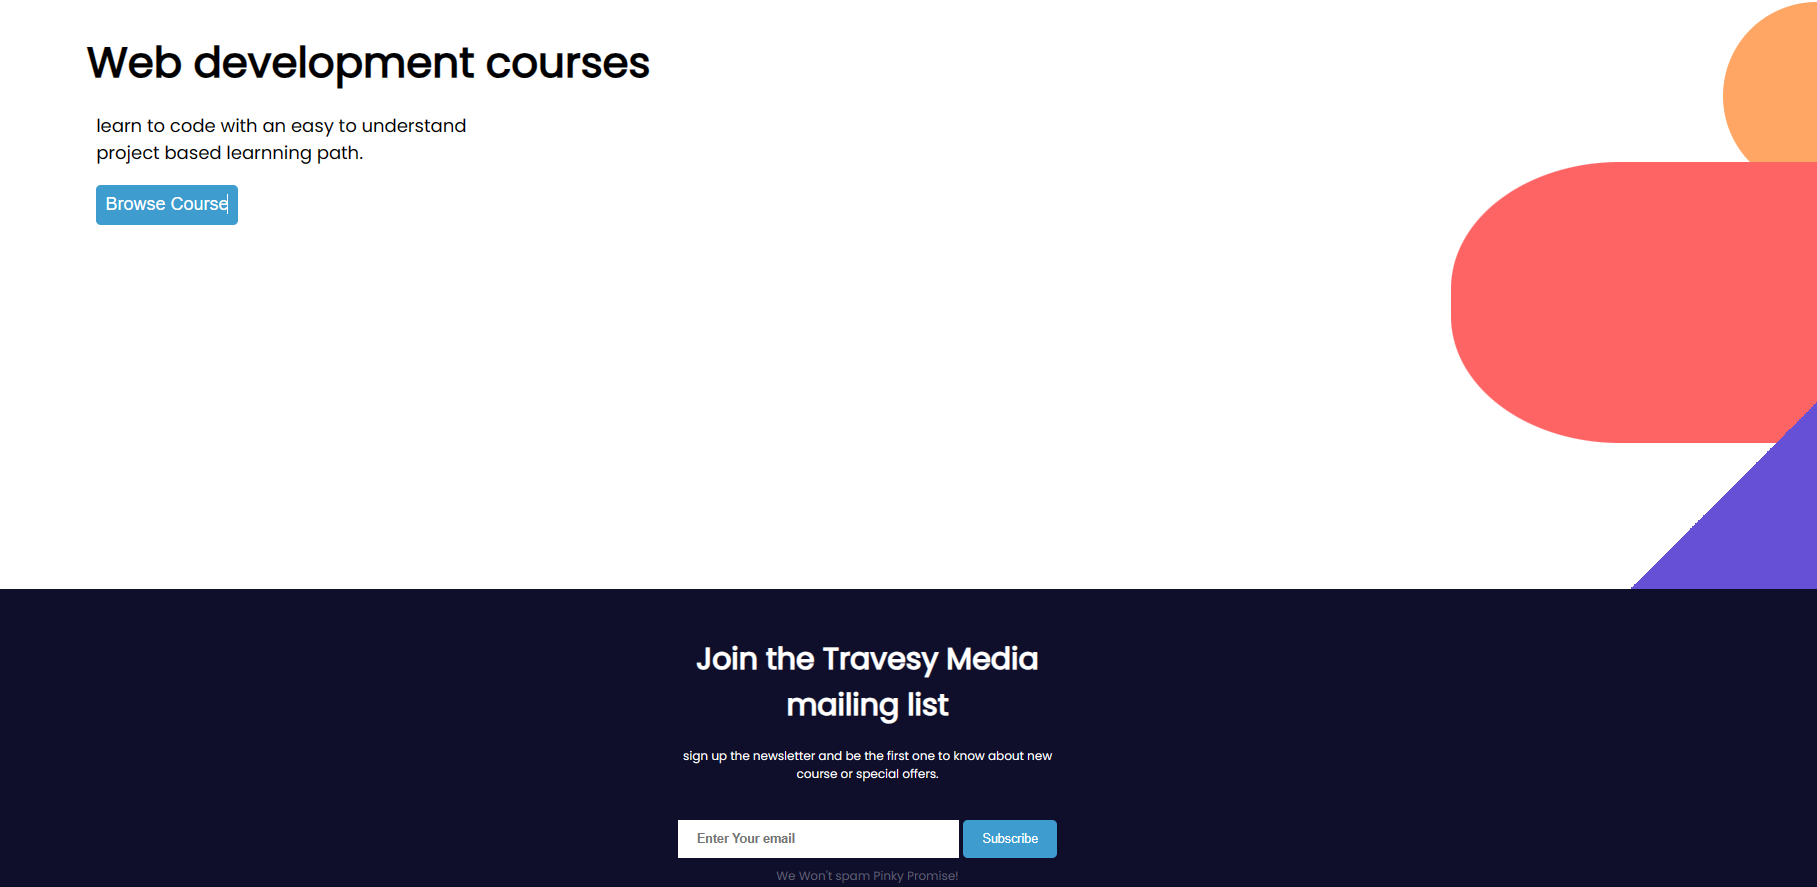 Web development courses
learn to code with an easy to understand
project based learnning path.
Browse Course
Join the Travesy Media
mailing list
sign up the newsletter and be the first one to know about new
course or special offers.
Enter Your email
Subscribe
We Won't spam Pinky Promise!